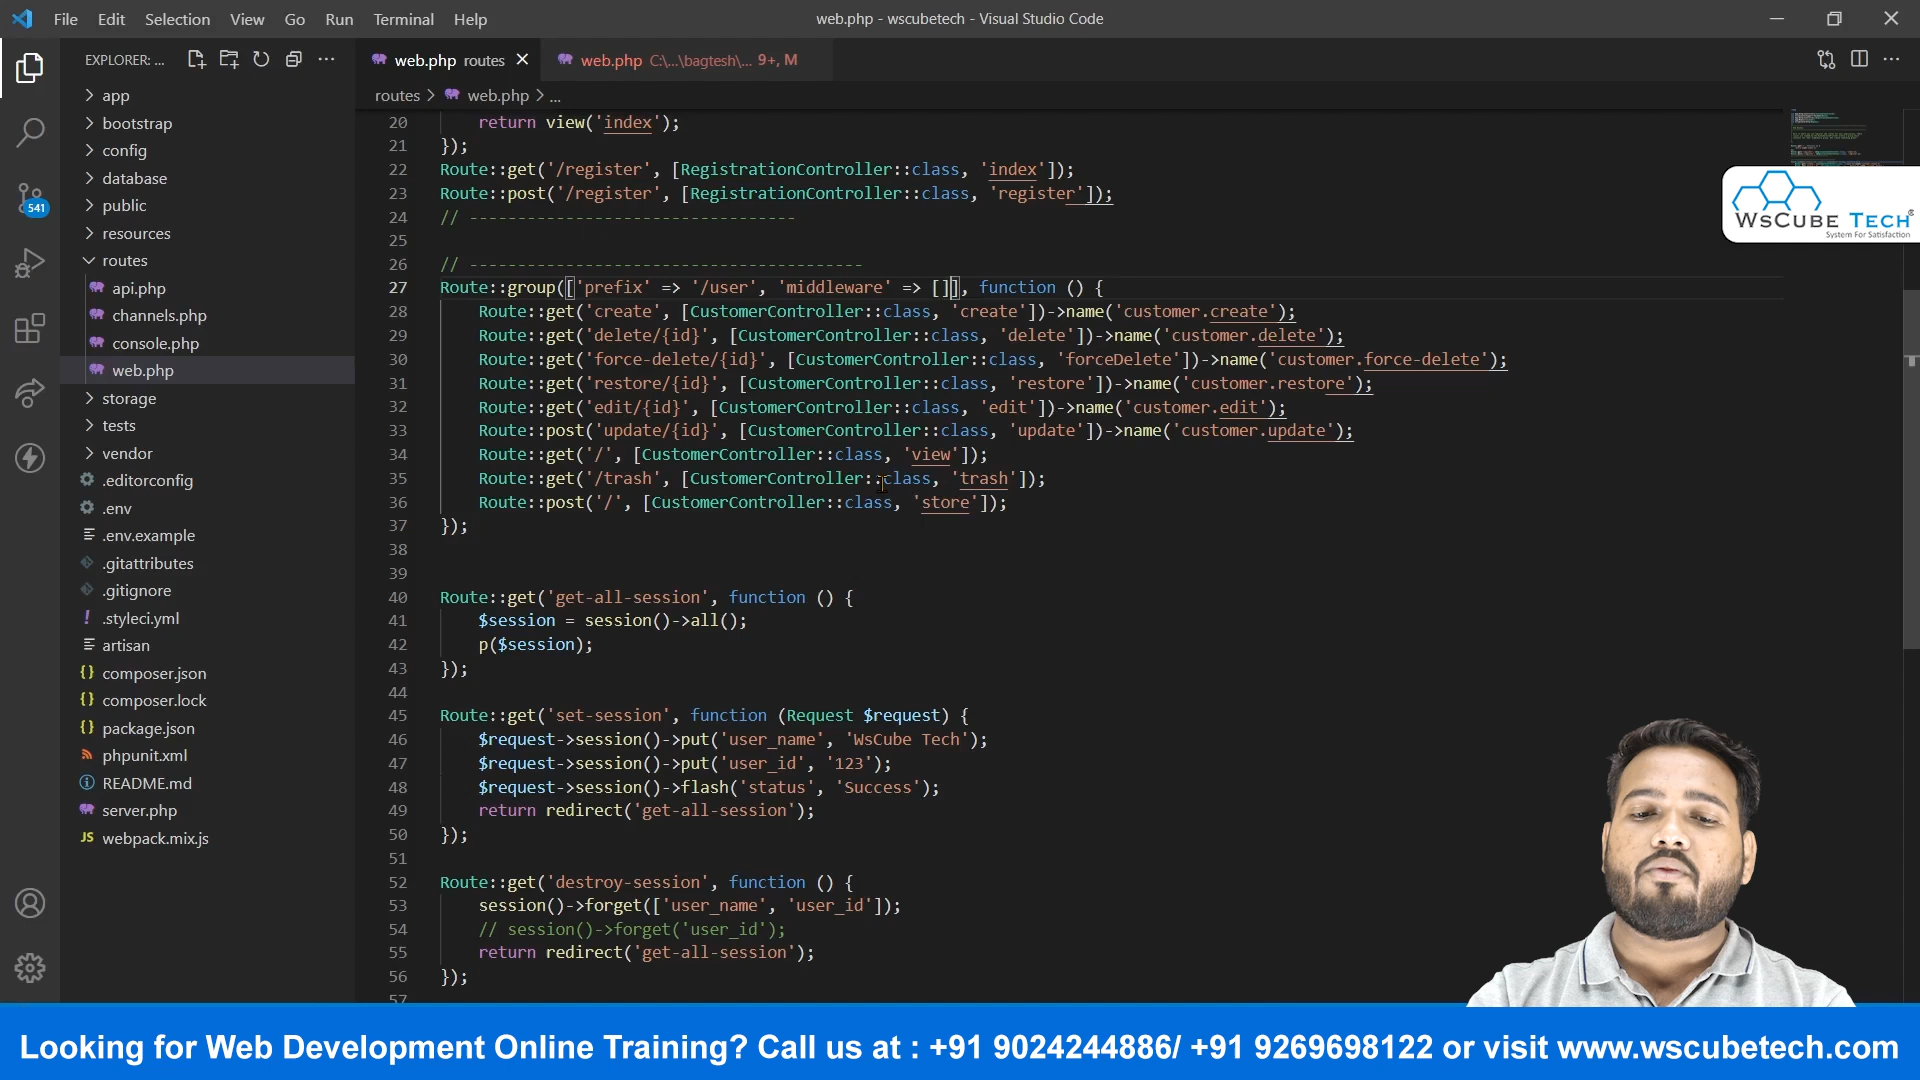 File Edit Selection View Go Run Terminal Help
web.php - wscubetech - Visual Studio Code
EXPLORER: ...
web.php routes
web.php C:\...\bagtesh\... 9+, M
routes > web.php > ...
app
bootstrap
config
database
public
resources
routes
api.php
channels.php
console.php
web.php
storage
tests
vendor
.editorconfig
.env
.env.example
.gitattributes
.gitignore
.styleci.yml
artisan
composer.json
composer.lock
package.json
phpunit.xml
README.md
server.php
webpack.mix.js
541
20 return view('index');
21 });
22 Route::get('/register', [RegistrationController::class, 'index']);
23 Route::post('/register', [RegistrationController::class, 'register']);
24 // ----------------------------------
25
26 // -----------------------------------------
27 Route::group(['prefix' => '/user', 'middleware' => []], function () {
28 Route::get('create', [CustomerController::class, 'create'])->name('customer.create');
29 Route::get('delete/{id}', [CustomerController::class, 'delete'])->name('customer.delete');
30 Route::get('force-delete/{id}', [CustomerController::class, 'forceDelete'])->name('customer.force-delete');
31 Route::get('restore/{id}', [CustomerController::class, 'restore'])->name('customer.restore');
32 Route::get('edit/{id}', [CustomerController::class, 'edit'])->name('customer.edit');
33 Route::post('update/{id}', [CustomerController::class, 'update'])->name('customer.update');
34 Route::get('/', [CustomerController::class, 'view']);
35 Route::get('/trash', [CustomerController::class, 'trash']);
36 Route::post('/', [CustomerController::class, 'store']);
37 });
38
39
40 Route::get('get-all-session', function () {
41 $session = session()->all();
42 p($session);
43 });
44
45 Route::get('set-session', function (Request $request) {
46 $request->session()->put('user_name', 'WsCube Tech');
47 $request->session()->put('user_id', '123');
48 $request->session()->flash('status', 'Success');
49 return redirect('get-all-session');
50 });
51
52 Route::get('destroy-session', function () {
53 session()->forget(['user_name', 'user_id']);
54 // session()->forget('user_id');
55 return redirect('get-all-session');
56 });
57
WsCube Tech®
System For Satisfaction
Looking for Web Development Online Training? Call us at : +91 9024244886/ +91 9269698122 or visit www.wscubetech.com